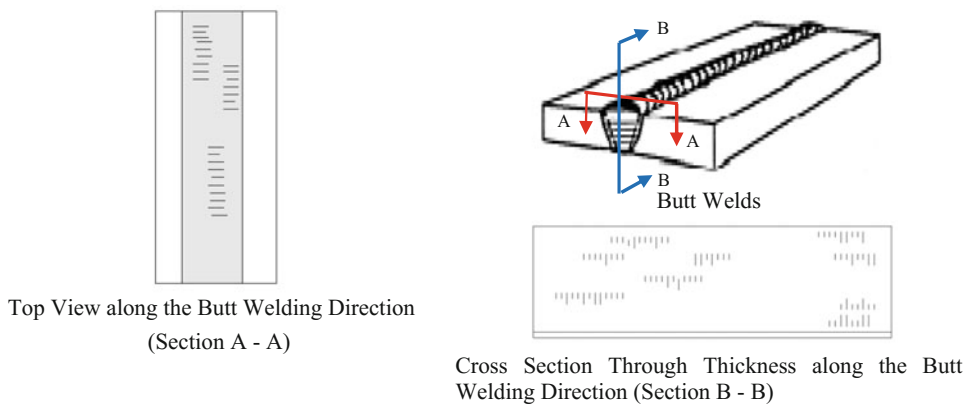 B
A
A
B
Butt Welds
Top View along the Butt Welding Direction
(Section A - A)
Cross Section Through Thickness along the Butt
Welding Direction (Section B - B)